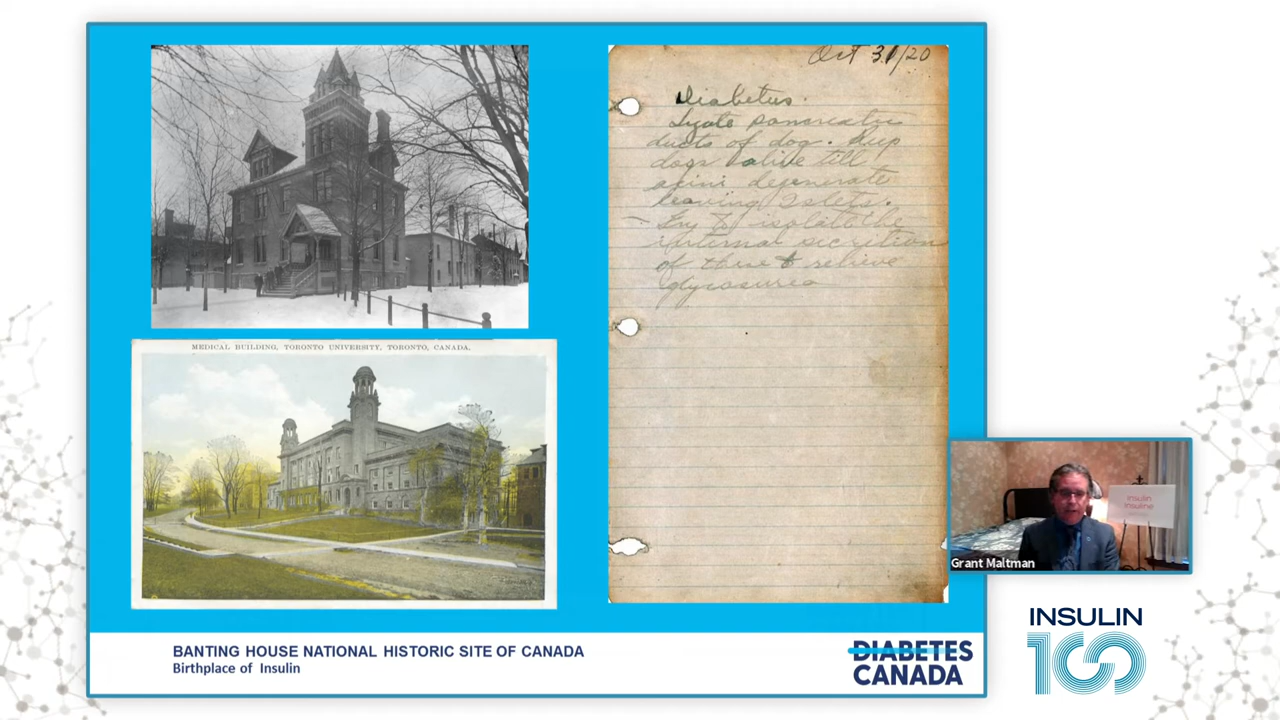 MEDICAL BUILDING, TORONTO UNIVERSITY, TORONTO, CANADA.
Oct 31/20
Diabetus.
Ligate pancreatic
ducts of dog. Keep
dogs alive till
acini degenerate
leaving Islets.
- Try to isolate the
internal secretion
of these & relieve
glycosurea
Grant Maltman
insulin
insuline
INSULIN
100
BANTING HOUSE NATIONAL HISTORIC SITE OF CANADA
Birthplace of Insulin
DIABETES
CANADA